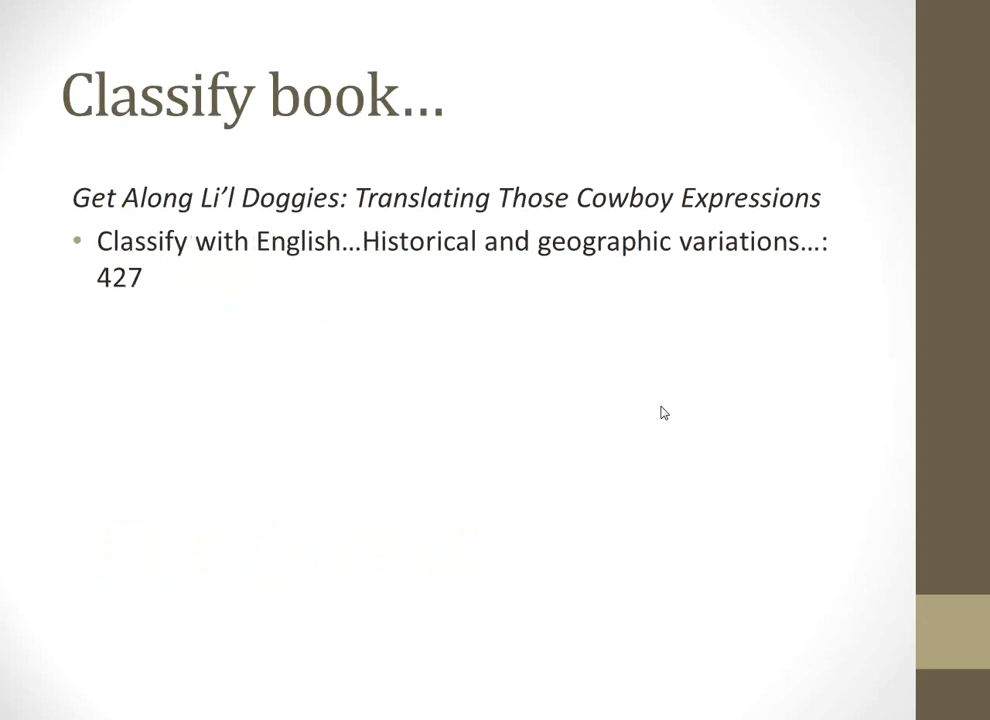 Classify book…
Get Along Li’l Doggies: Translating Those Cowboy Expressions
• Classify with English…Historical and geographic variations…:
427